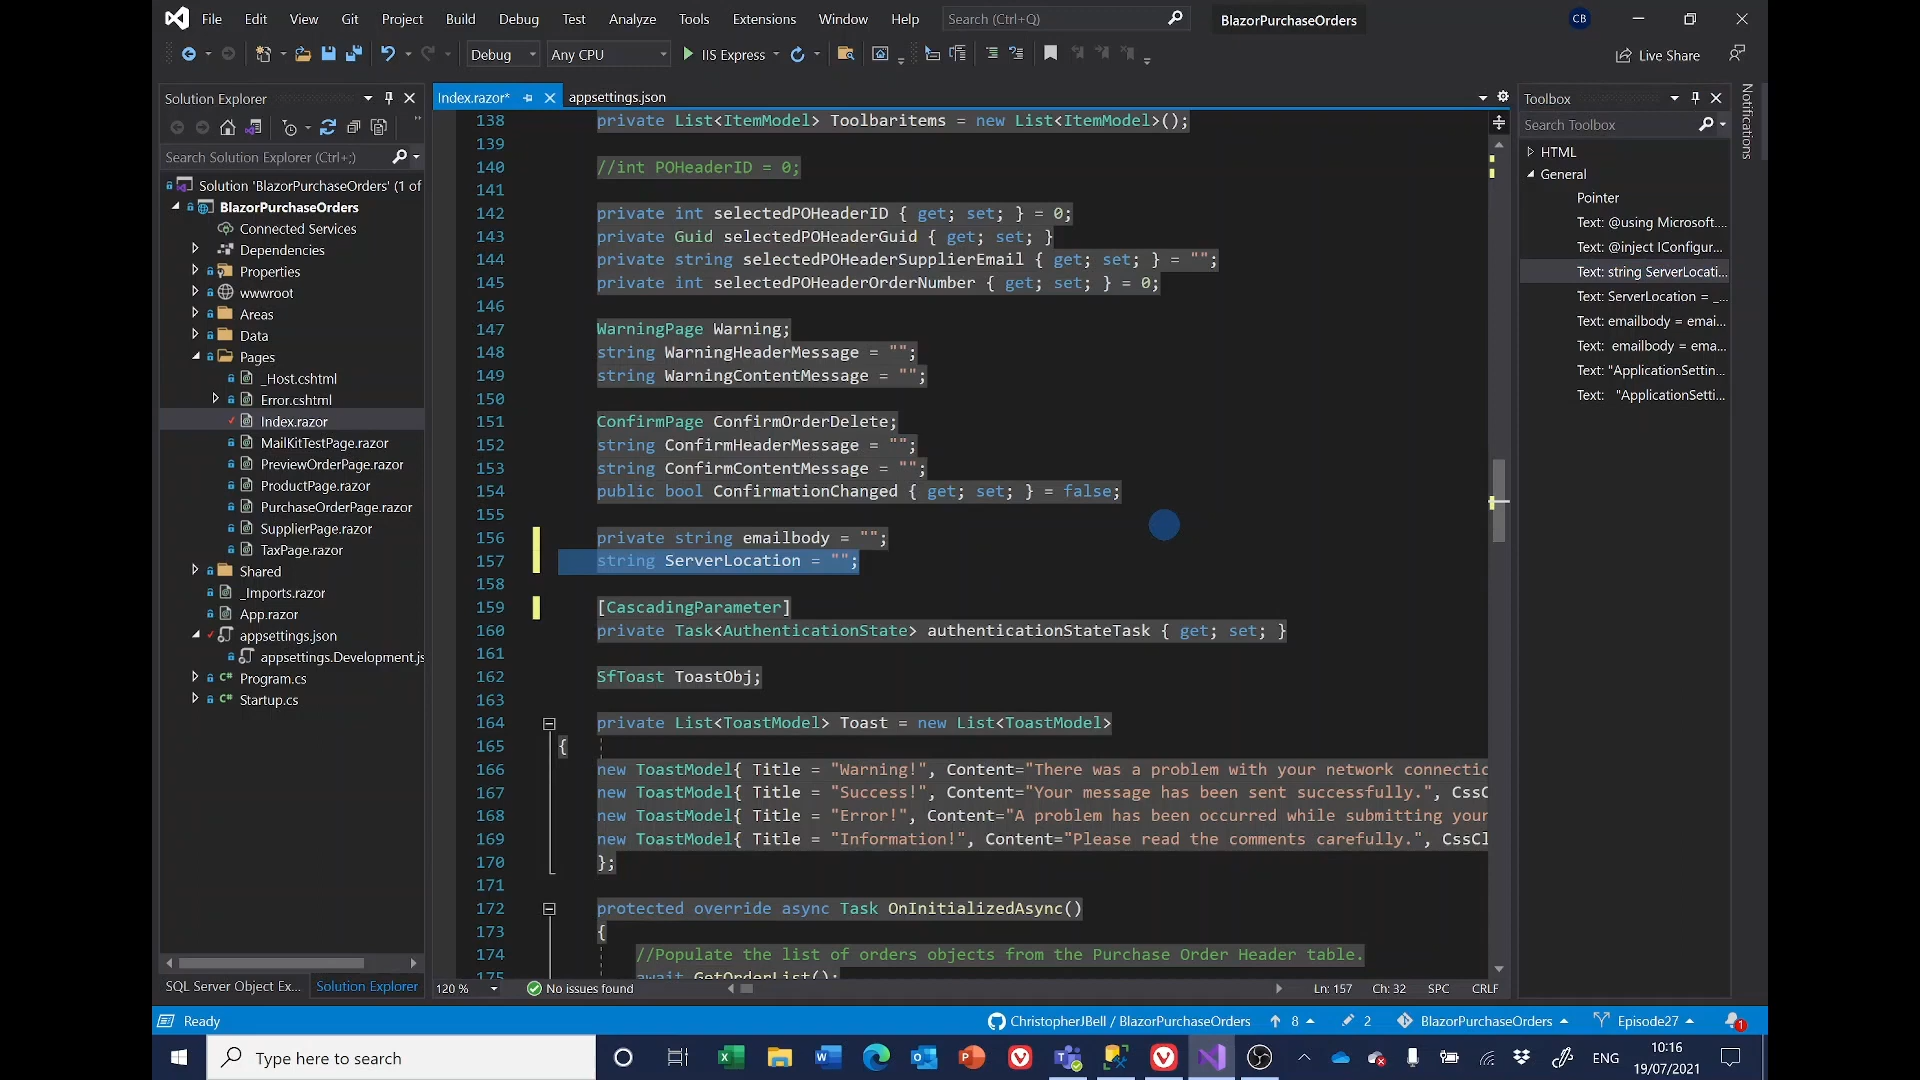 File Edit View Git Project Build Debug Test Analyze Tools Extensions Window Help Search (Ctrl+Q) BlazorPurchaseOrders CB
Debug Any CPU IIS Express Live Share
Solution Explorer
Search Solution Explorer (Ctrl+;)
Solution 'BlazorPurchaseOrders' (1 of
BlazorPurchaseOrders
Connected Services
Dependencies
Properties
wwwroot
Areas
Data
Pages
_Host.cshtml
Error.cshtml
Index.razor
MailKitTestPage.razor
PreviewOrderPage.razor
ProductPage.razor
PurchaseOrderPage.razor
SupplierPage.razor
TaxPage.razor
Shared
_Imports.razor
App.razor
appsettings.json
appsettings.Development.js
Program.cs
Startup.cs
SQL Server Object Ex... Solution Explorer
Index.razor* appsettings.json
138 private List<ItemModel> Toolbaritems = new List<ItemModel>();
139
140 //int POHeaderID = 0;
141
142 private int selectedPOHeaderID { get; set; } = 0;
143 private Guid selectedPOHeaderGuid { get; set; }
144 private string selectedPOHeaderSupplierEmail { get; set; } = "";
145 private int selectedPOHeaderOrderNumber { get; set; } = 0;
146
147 WarningPage Warning;
148 string WarningHeaderMessage = "";
149 string WarningContentMessage = "";
150
151 ConfirmPage ConfirmOrderDelete;
152 string ConfirmHeaderMessage = "";
153 string ConfirmContentMessage = "";
154 public bool ConfirmationChanged { get; set; } = false;
155
156 private string emailbody = "";
157 string ServerLocation = "";
158
159 [CascadingParameter]
160 private Task<AuthenticationState> authenticationStateTask { get; set; }
161
162 SfToast ToastObj;
163
164 private List<ToastModel> Toast = new List<ToastModel>
165 {
166 new ToastModel{ Title = "Warning!", Content="There was a problem with your network connectio
167 new ToastModel{ Title = "Success!", Content="Your message has been sent successfully.", CssC
168 new ToastModel{ Title = "Error!", Content="A problem has been occurred while submitting your
169 new ToastModel{ Title = "Information!", Content="Please read the comments carefully.", CssCl
170 };
171
172 protected override async Task OnInitializedAsync()
173 {
174 //Populate the list of orders objects from the Purchase Order Header table.
175 await GetOrderList();
120 % No issues found Ln: 157 Ch: 32 SPC CRLF
Toolbox
Search Toolbox
HTML
General
Pointer
Text: @using Microsoft....
Text: @inject IConfigur...
Text: string ServerLocati...
Text: ServerLocation = _...
Text: emailbody = emai...
Text: emailbody = ema...
Text: "ApplicationSettin...
Text: "ApplicationSetti...
Notifications
Ready ChristopherJBell / BlazorPurchaseOrders 8 2 BlazorPurchaseOrders Episode27 1
Type here to search ENG 10:16
19/07/2021